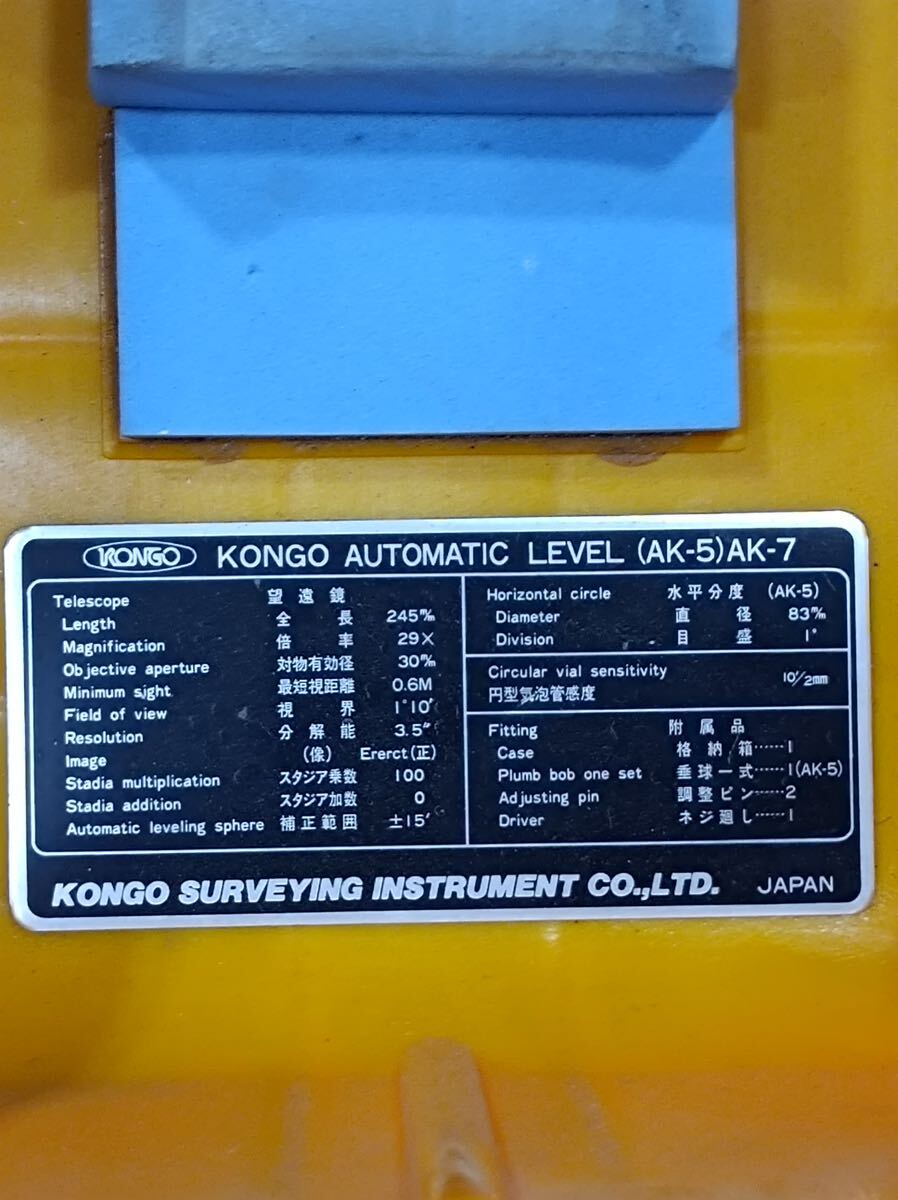 KONGO KONGO AUTOMATIC LEVEL (AK-5) AK-7
Telescope 望遠鏡
Length 全長 245m/m
Magnification 倍率 29×
Objective aperture 対物有効径 30m/m
Minimum sight 最短視距離 0.6M
Field of view 視界 1°10′
Resolution 分解能 3.5″
Image (像) Ererct(正)
Stadia multiplication スタジア乗数 100
Stadia addition スタジア加数 0
Automatic leveling sphere 補正範囲 ±15′
Horizontal circle 水平分度 (AK-5)
Diameter 直径 83m/m
Division 目盛 1°
Circular vial sensitivity 10′/2mm
円型気泡管感度
Fitting 附属品
Case 格納箱……1
Plumb bob one set 垂球一式……1(AK-5)
Adjusting pin 調整ピン……2
Driver ネジ廻し……1
KONGO SURVEYING INSTRUMENT CO.,LTD. JAPAN